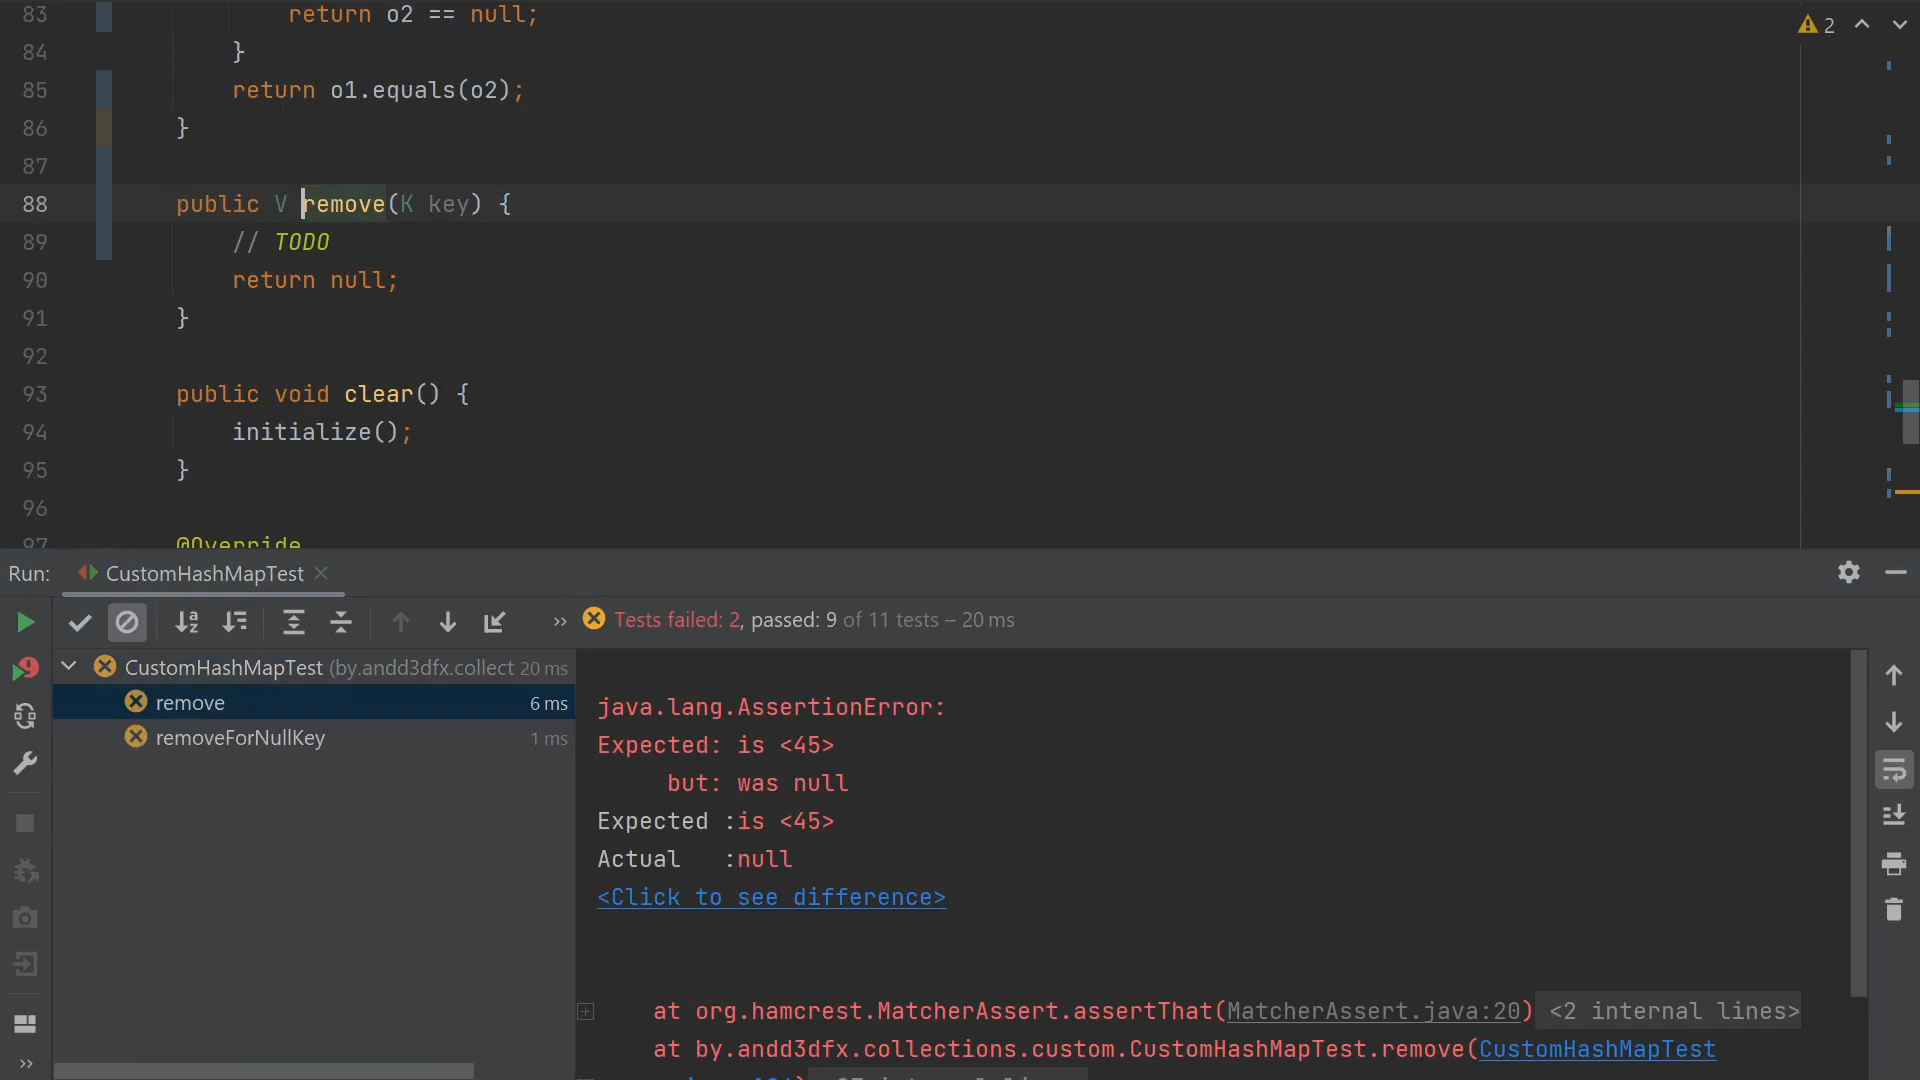 83 return o2 == null;
84 }
85 return o1.equals(o2);
86 }
87
88 public V remove(K key) {
89 // TODO
90 return null;
91 }
92
93 public void clear() {
94 initialize();
95 }
96
97 @Override
2
Run: CustomHashMapTest
Tests failed: 2, passed: 9 of 11 tests – 20 ms
CustomHashMapTest (by.andd3dfx.collect 20 ms
remove 6 ms
removeForNullKey 1 ms
java.lang.AssertionError:
Expected: is <45>
but: was null
Expected :is <45>
Actual :null
<Click to see difference>
at org.hamcrest.MatcherAssert.assertThat(MatcherAssert.java:20) <2 internal lines>
at by.andd3dfx.collections.custom.CustomHashMapTest.remove(CustomHashMapTest